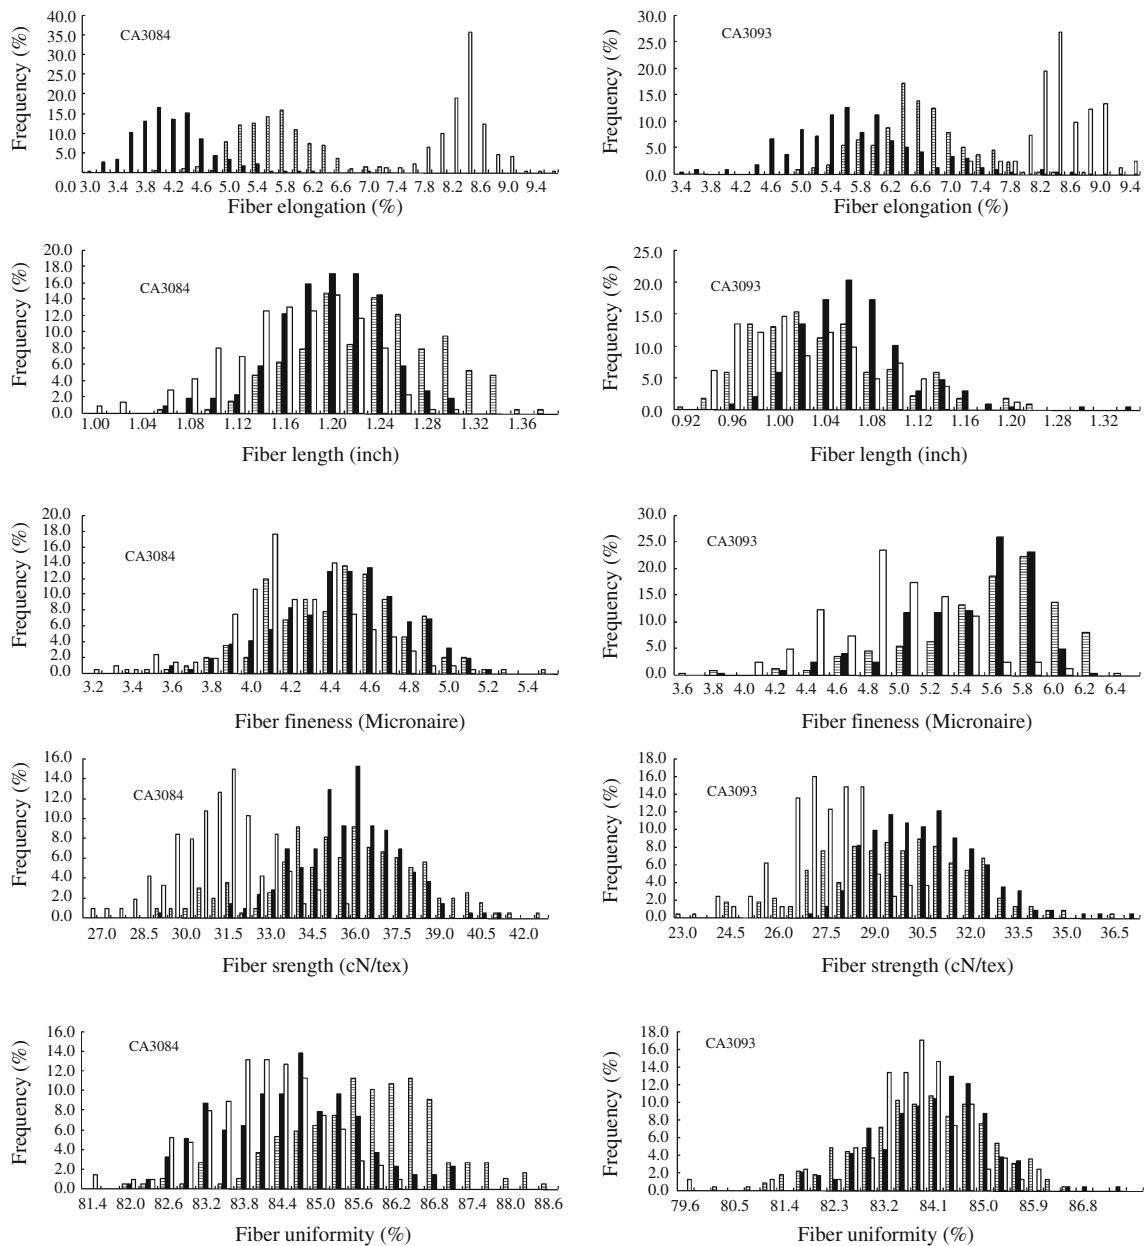 Frequency (%)
40.0
35.0
30.0
25.0
20.0
15.0
10.0
5.0
0.0
CA3084
3.0 3.4 3.8 4.2 4.6 5.0 5.4 5.8 6.2 6.6 7.0 7.4 7.8 8.2 8.6 9.0 9.4
Fiber elongation (%)
Frequency (%)
30.0
25.0
20.0
15.0
10.0
5.0
0.0
CA3093
3.4 3.8 4.2 4.6 5.0 5.4 5.8 6.2 6.6 7.0 7.4 7.8 8.2 8.6 9.0 9.4
Fiber elongation (%)
Frequency (%)
20.0
18.0
16.0
14.0
12.0
10.0
8.0
6.0
4.0
2.0
0.0
CA3084
1.00 1.04 1.08 1.12 1.16 1.20 1.24 1.28 1.32 1.36
Fiber length (inch)
Frequency (%)
25.0
20.0
15.0
10.0
5.0
0.0
CA3093
0.92 0.96 1.00 1.04 1.08 1.12 1.16 1.20 1.28 1.32
Fiber length (inch)
Frequency (%)
20.0
18.0
16.0
14.0
12.0
10.0
8.0
6.0
4.0
2.0
0.0
CA3084
3.2 3.4 3.6 3.8 4.0 4.2 4.4 4.6 4.8 5.0 5.2 5.4
Fiber fineness (Micronaire)
Frequency (%)
30.0
25.0
20.0
15.0
10.0
5.0
0.0
CA3093
3.6 3.8 4.0 4.2 4.4 4.6 4.8 5.0 5.2 5.4 5.6 5.8 6.0 6.2 6.4
Fiber fineness (Micronaire)
Frequency (%)
16.0
14.0
12.0
10.0
8.0
6.0
4.0
2.0
0.0
CA3084
27.0 28.5 30.0 31.5 33.0 34.5 36.0 37.5 39.0 40.5 42.0
Fiber srength (cN/tex)
Frequency (%)
18.0
16.0
14.0
12.0
10.0
8.0
6.0
4.0
2.0
0.0
CA3093
23.0 24.5 26.0 27.5 29.0 30.5 32.0 33.5 35.0 36.5
Fiber strength (cN/tex)
Frequency (%)
16.0
14.0
12.0
10.0
8.0
6.0
4.0
2.0
0.0
CA3084
81.4 82.0 82.6 83.2 83.8 84.4 85.0 85.6 86.2 86.8 87.4 88.0 88.6
Fiber uniformity (%)
Frequency (%)
18.0
16.0
14.0
12.0
10.0
8.0
6.0
4.0
2.0
0.0
CA3093
79.6 80.5 81.4 82.3 83.2 84.1 85.0 85.9 86.8
Fiber uniformity (%)